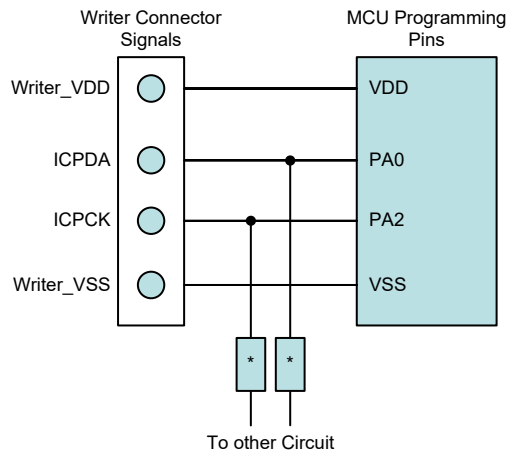 Writer Connector
Signals
MCU Programming
Pins
Writer_VDD
VDD
ICPDA
PA0
ICPCK
PA2
Writer_VSS
VSS
*
*
To other Circuit